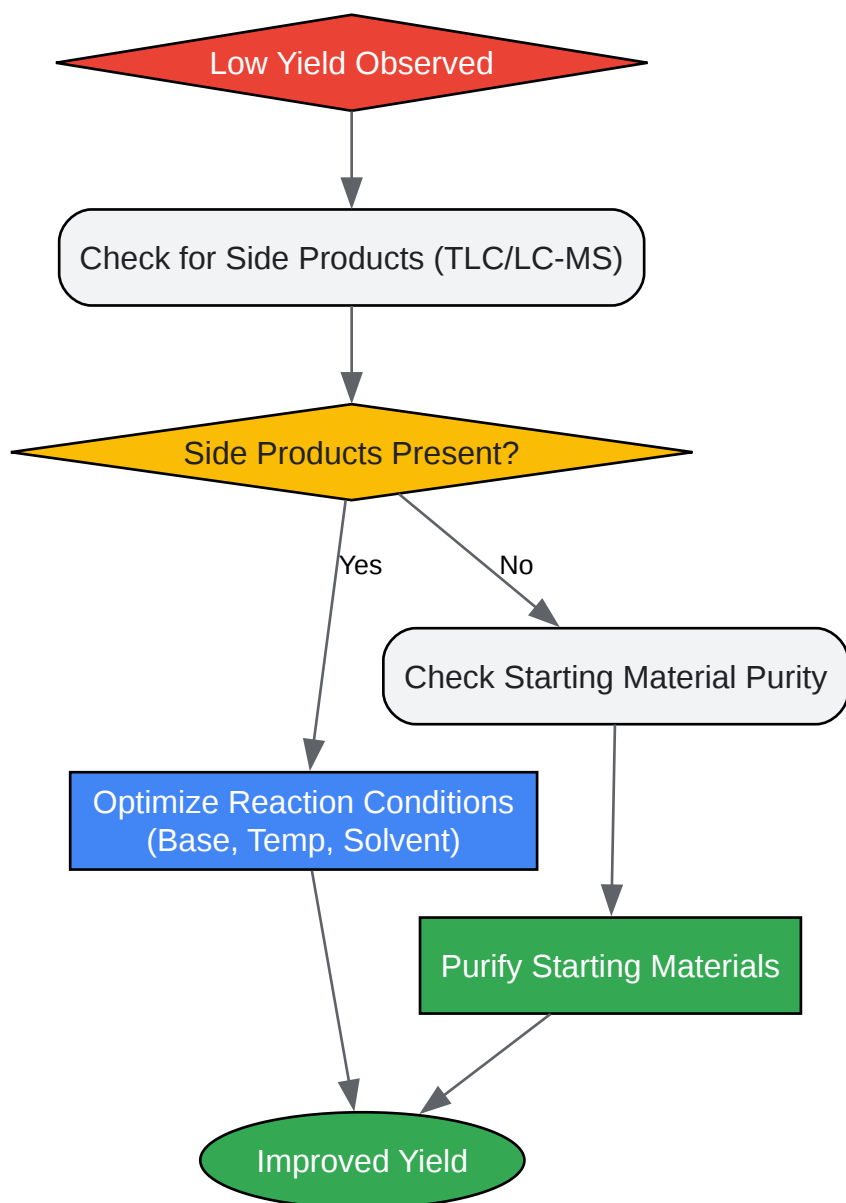 Low Yield Observed
Check for Side Products (TLC/LC-MS)
Side Products Present?
Yes
No
Check Starting Material Purity
Optimize Reaction Conditions
(Base, Temp, Solvent)
Purify Starting Materials
Improved Yield